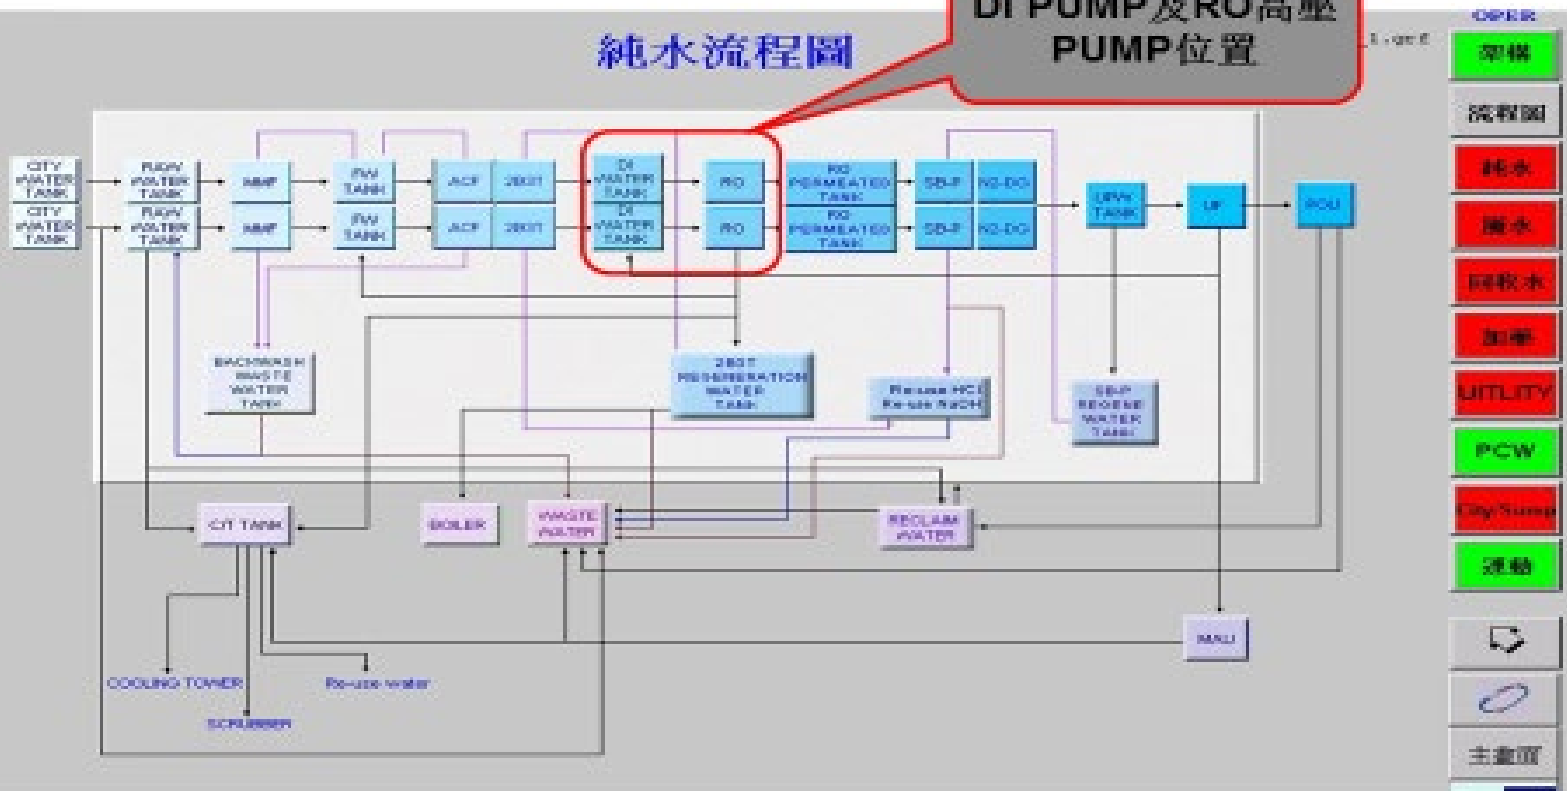 DI PUMP及RO高壓
PUMP位置
純水流程圖
OPER
架構
流程圖
純水
廢水
回收水
加藥
UITLITY
PCW
City/Sump
連動
主畫面
CITY
WATER
TANK
RAW
WATER
TANK
MMF
FW
TANK
ACF
2B3T
DI
WATER
TANK
RO
RO
PERMEATED
TANK
SB-P
N2-DG
CITY
WATER
TANK
RAW
WATER
TANK
MMF
FW
TANK
ACF
2B3T
DI
WATER
TANK
RO
RO
PERMEATED
TANK
SB-P
N2-DG
UPW
TANK
UF
POU
BACKWASH
WASTE
WATER
TANK
2B3T
REGENERATION
WATER
TANK
Re-use HCl
Re-use NaOH
SB-P
REGENE
WATER
TANK
C/T TANK
BOILER
WASTE
WATER
RECLAIM
WATER
MAU
COOLING TOWER
Re-use water
SCRUBBER